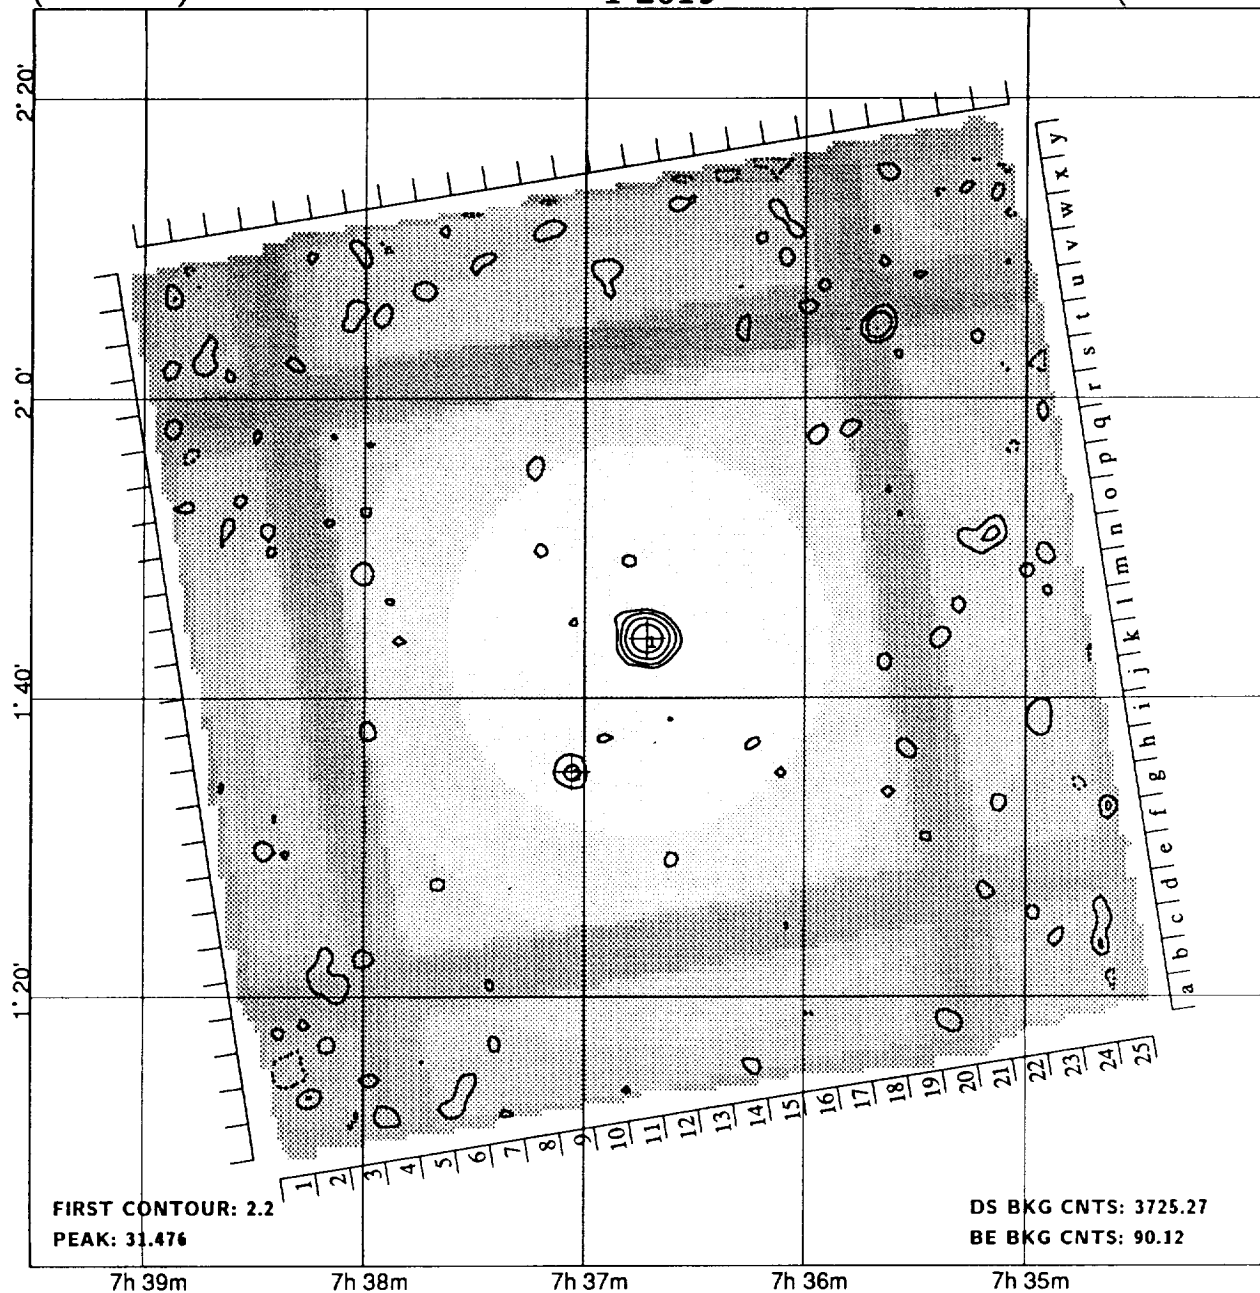 2° 20'
2° 0'
1° 40'
1° 20'
y
x
w
v
u
t
s
r
q
p
o
n
m
l
k
j
i
h
g
f
e
d
c
b
a
1
1 2 3 4 5 6 7 8 9 10 11 12 13 14 15 16 17 18 19 20 21 22 23 24 25
FIRST CONTOUR: 2.2
PEAK: 31.476
DS BKG CNTS: 3725.27
BE BKG CNTS: 90.12
7h 39m 7h 38m 7h 37m 7h 36m 7h 35m